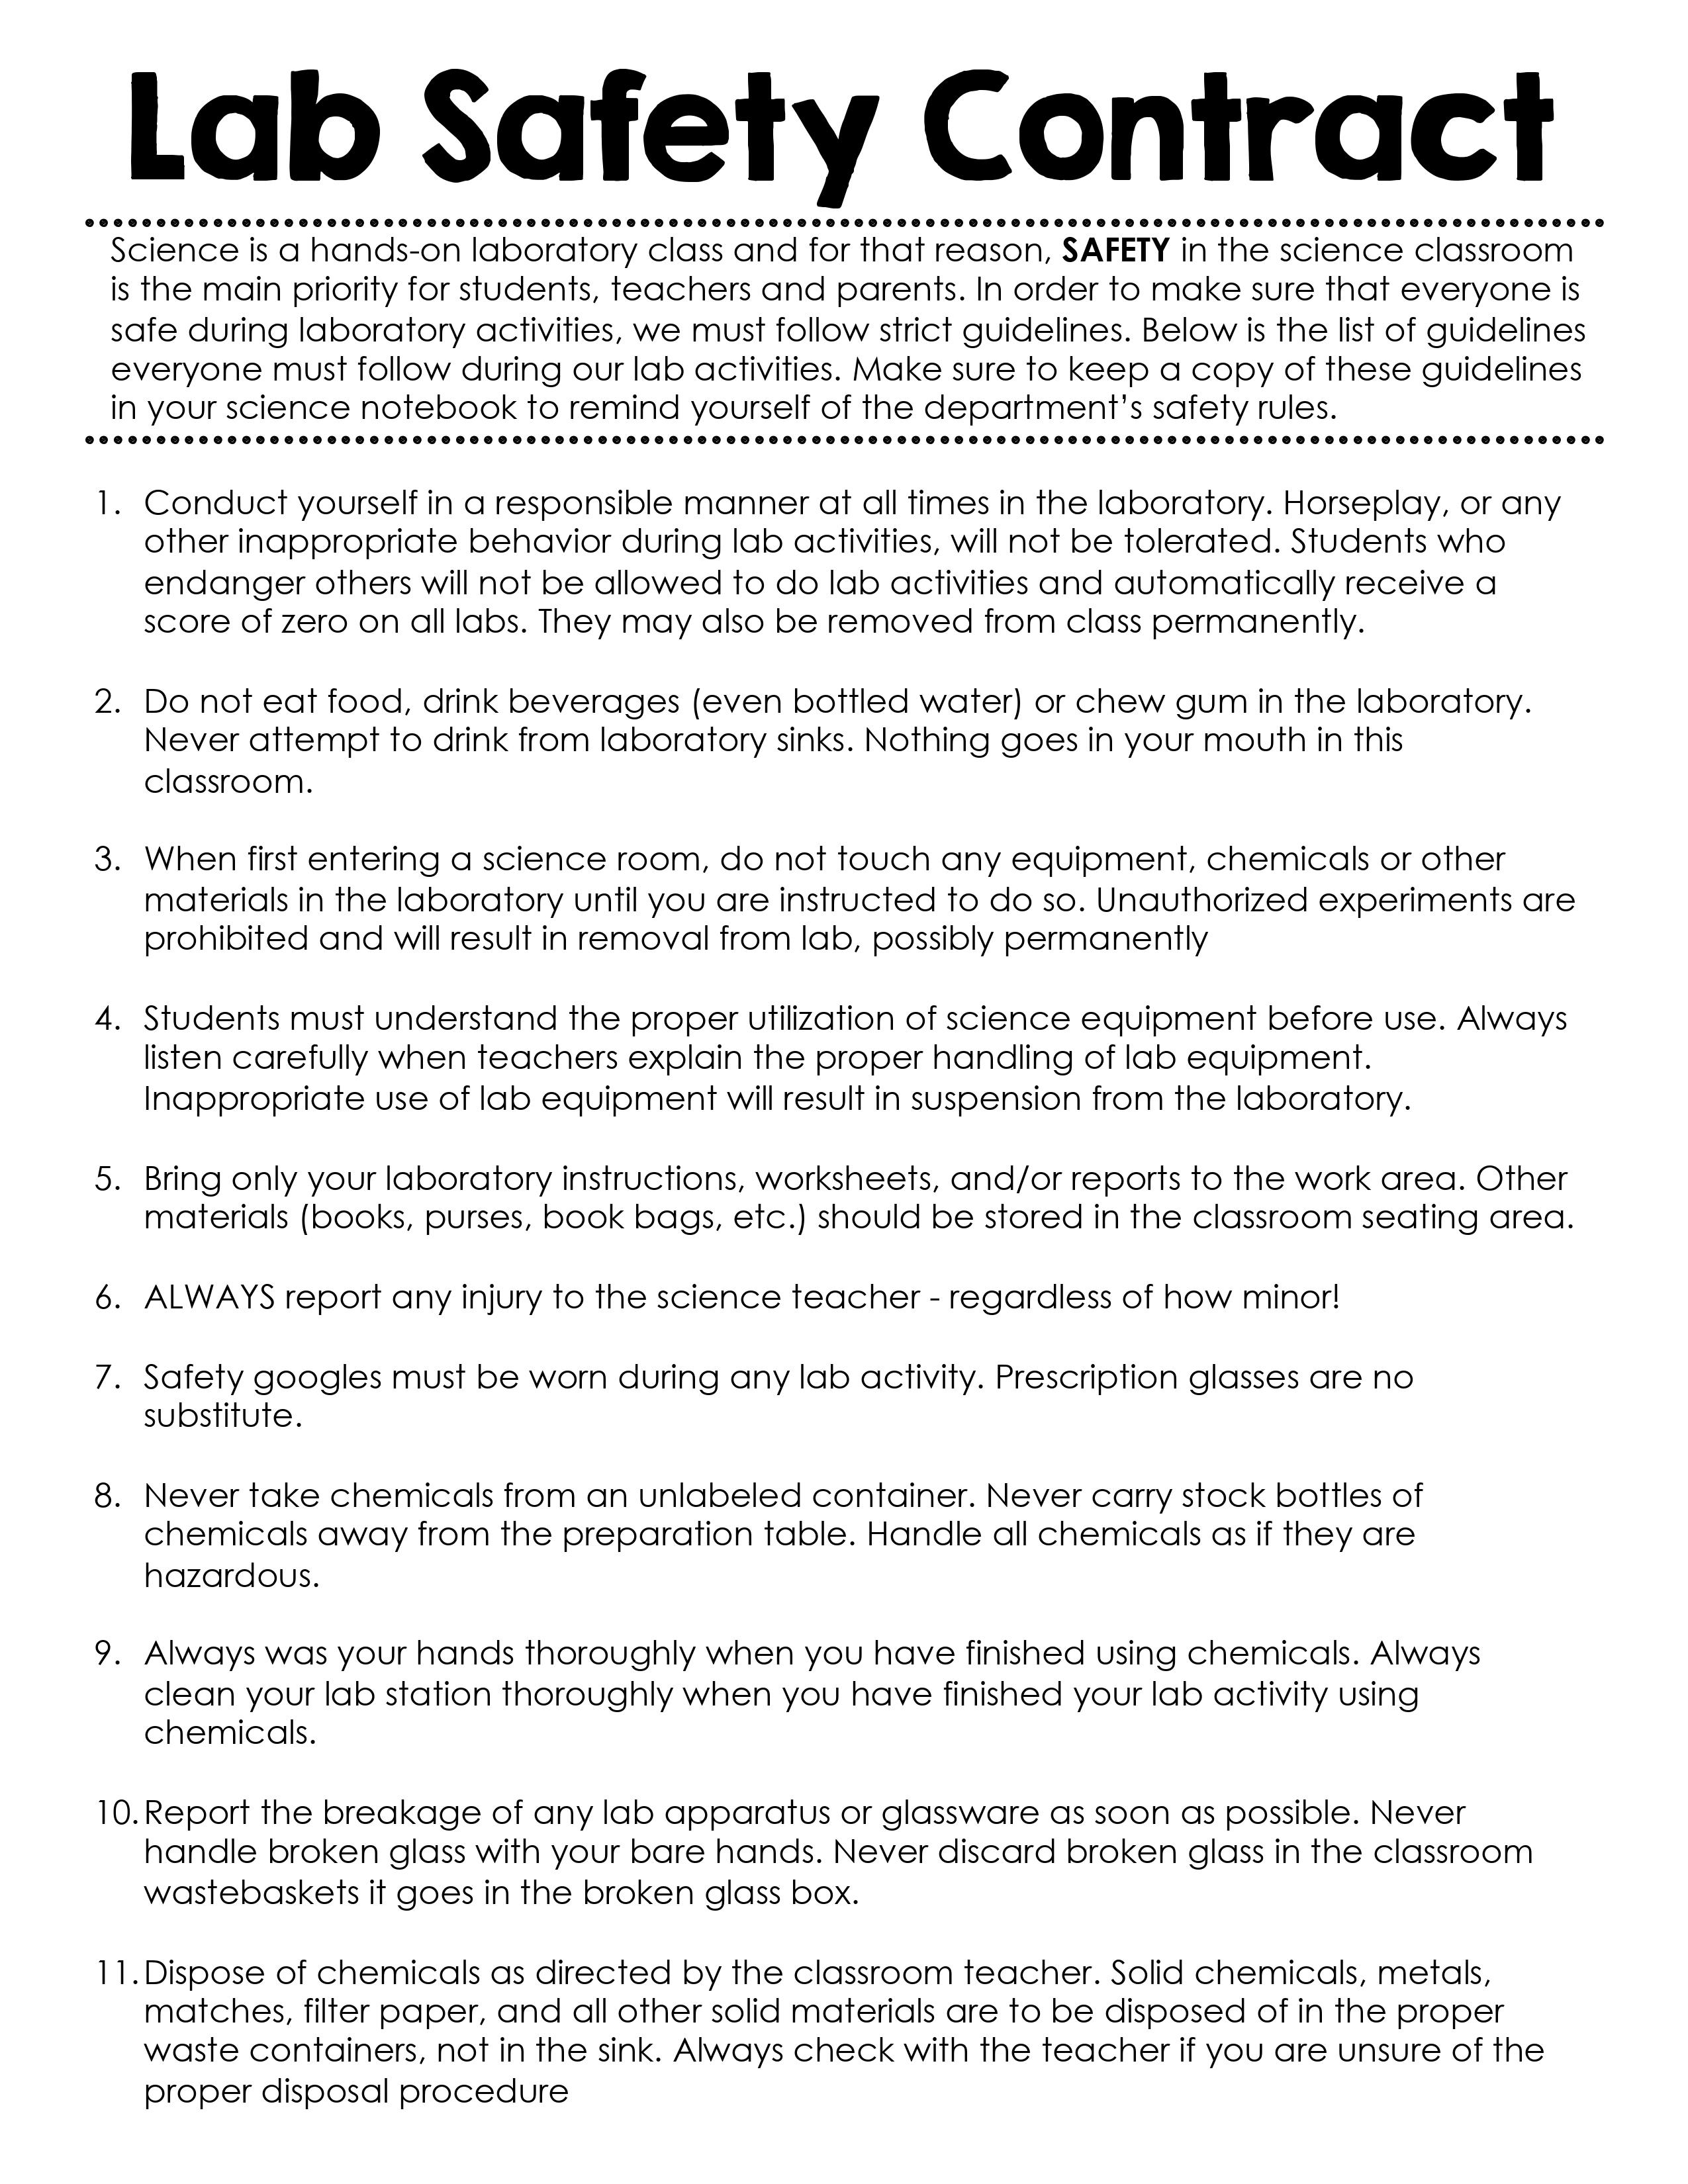 Lab Safety Contract
Science is a hands-on laboratory class and for that reason, SAFETY in the science classroom
is the main priority for students, teachers and parents. In order to make sure that everyone is
safe during laboratory activities, we must follow strict guidelines. Below is the list of guidelines
everyone must follow during our lab activities. Make sure to keep a copy of these guidelines
in your science notebook to remind yourself of the department’s safety rules.
1. Conduct yourself in a responsible manner at all times in the laboratory. Horseplay, or any
other inappropriate behavior during lab activities, will not be tolerated. Students who
endanger others will not be allowed to do lab activities and automatically receive a
score of zero on all labs. They may also be removed from class permanently.
2. Do not eat food, drink beverages (even bottled water) or chew gum in the laboratory.
Never attempt to drink from laboratory sinks. Nothing goes in your mouth in this
classroom.
3. When first entering a science room, do not touch any equipment, chemicals or other
materials in the laboratory until you are instructed to do so. Unauthorized experiments are
prohibited and will result in removal from lab, possibly permanently
4. Students must understand the proper utilization of science equipment before use. Always
listen carefully when teachers explain the proper handling of lab equipment.
Inappropriate use of lab equipment will result in suspension from the laboratory.
5. Bring only your laboratory instructions, worksheets, and/or reports to the work area. Other
materials (books, purses, book bags, etc.) should be stored in the classroom seating area.
6. ALWAYS report any injury to the science teacher - regardless of how minor!
7. Safety googles must be worn during any lab activity. Prescription glasses are no
substitute.
8. Never take chemicals from an unlabeled container. Never carry stock bottles of
chemicals away from the preparation table. Handle all chemicals as if they are
hazardous.
9. Always was your hands thoroughly when you have finished using chemicals. Always
clean your lab station thoroughly when you have finished your lab activity using
chemicals.
10. Report the breakage of any lab apparatus or glassware as soon as possible. Never
handle broken glass with your bare hands. Never discard broken glass in the classroom
wastebaskets it goes in the broken glass box.
11. Dispose of chemicals as directed by the classroom teacher. Solid chemicals, metals,
matches, filter paper, and all other solid materials are to be disposed of in the proper
waste containers, not in the sink. Always check with the teacher if you are unsure of the
proper disposal procedure